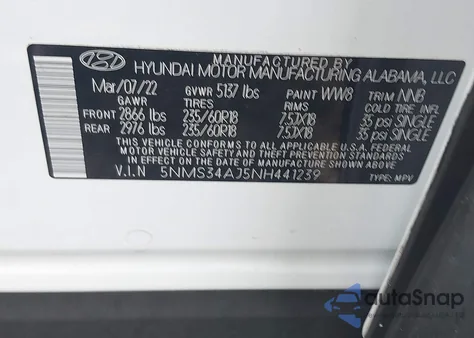 MANUFACTURED BY
HYUNDAI MOTOR MANUFACTURING ALABAMA, LLC
Mar/07/22 GVWR 5137 lbs PAINT WW8 TRIM NNB
GAWR TIRES RIMS COLD TIRE INFL
FRONT 2866 lbs 235/60R18 7.5JX18 35 psi SINGLE
REAR 2976 lbs 235/60R18 7.5JX18 35 psi SINGLE
THIS VEHICLE CONFORMS TO ALL APPLICABLE U.S.A. FEDERAL
MOTOR VEHICLE SAFETY STANDARDS IN EFFECT ON THE DATE OF
MANUFACTURE SHOWN ABOVE.
V.I.N 5NMS34AJ5NH441239 TYPE: MPV
autoSnap